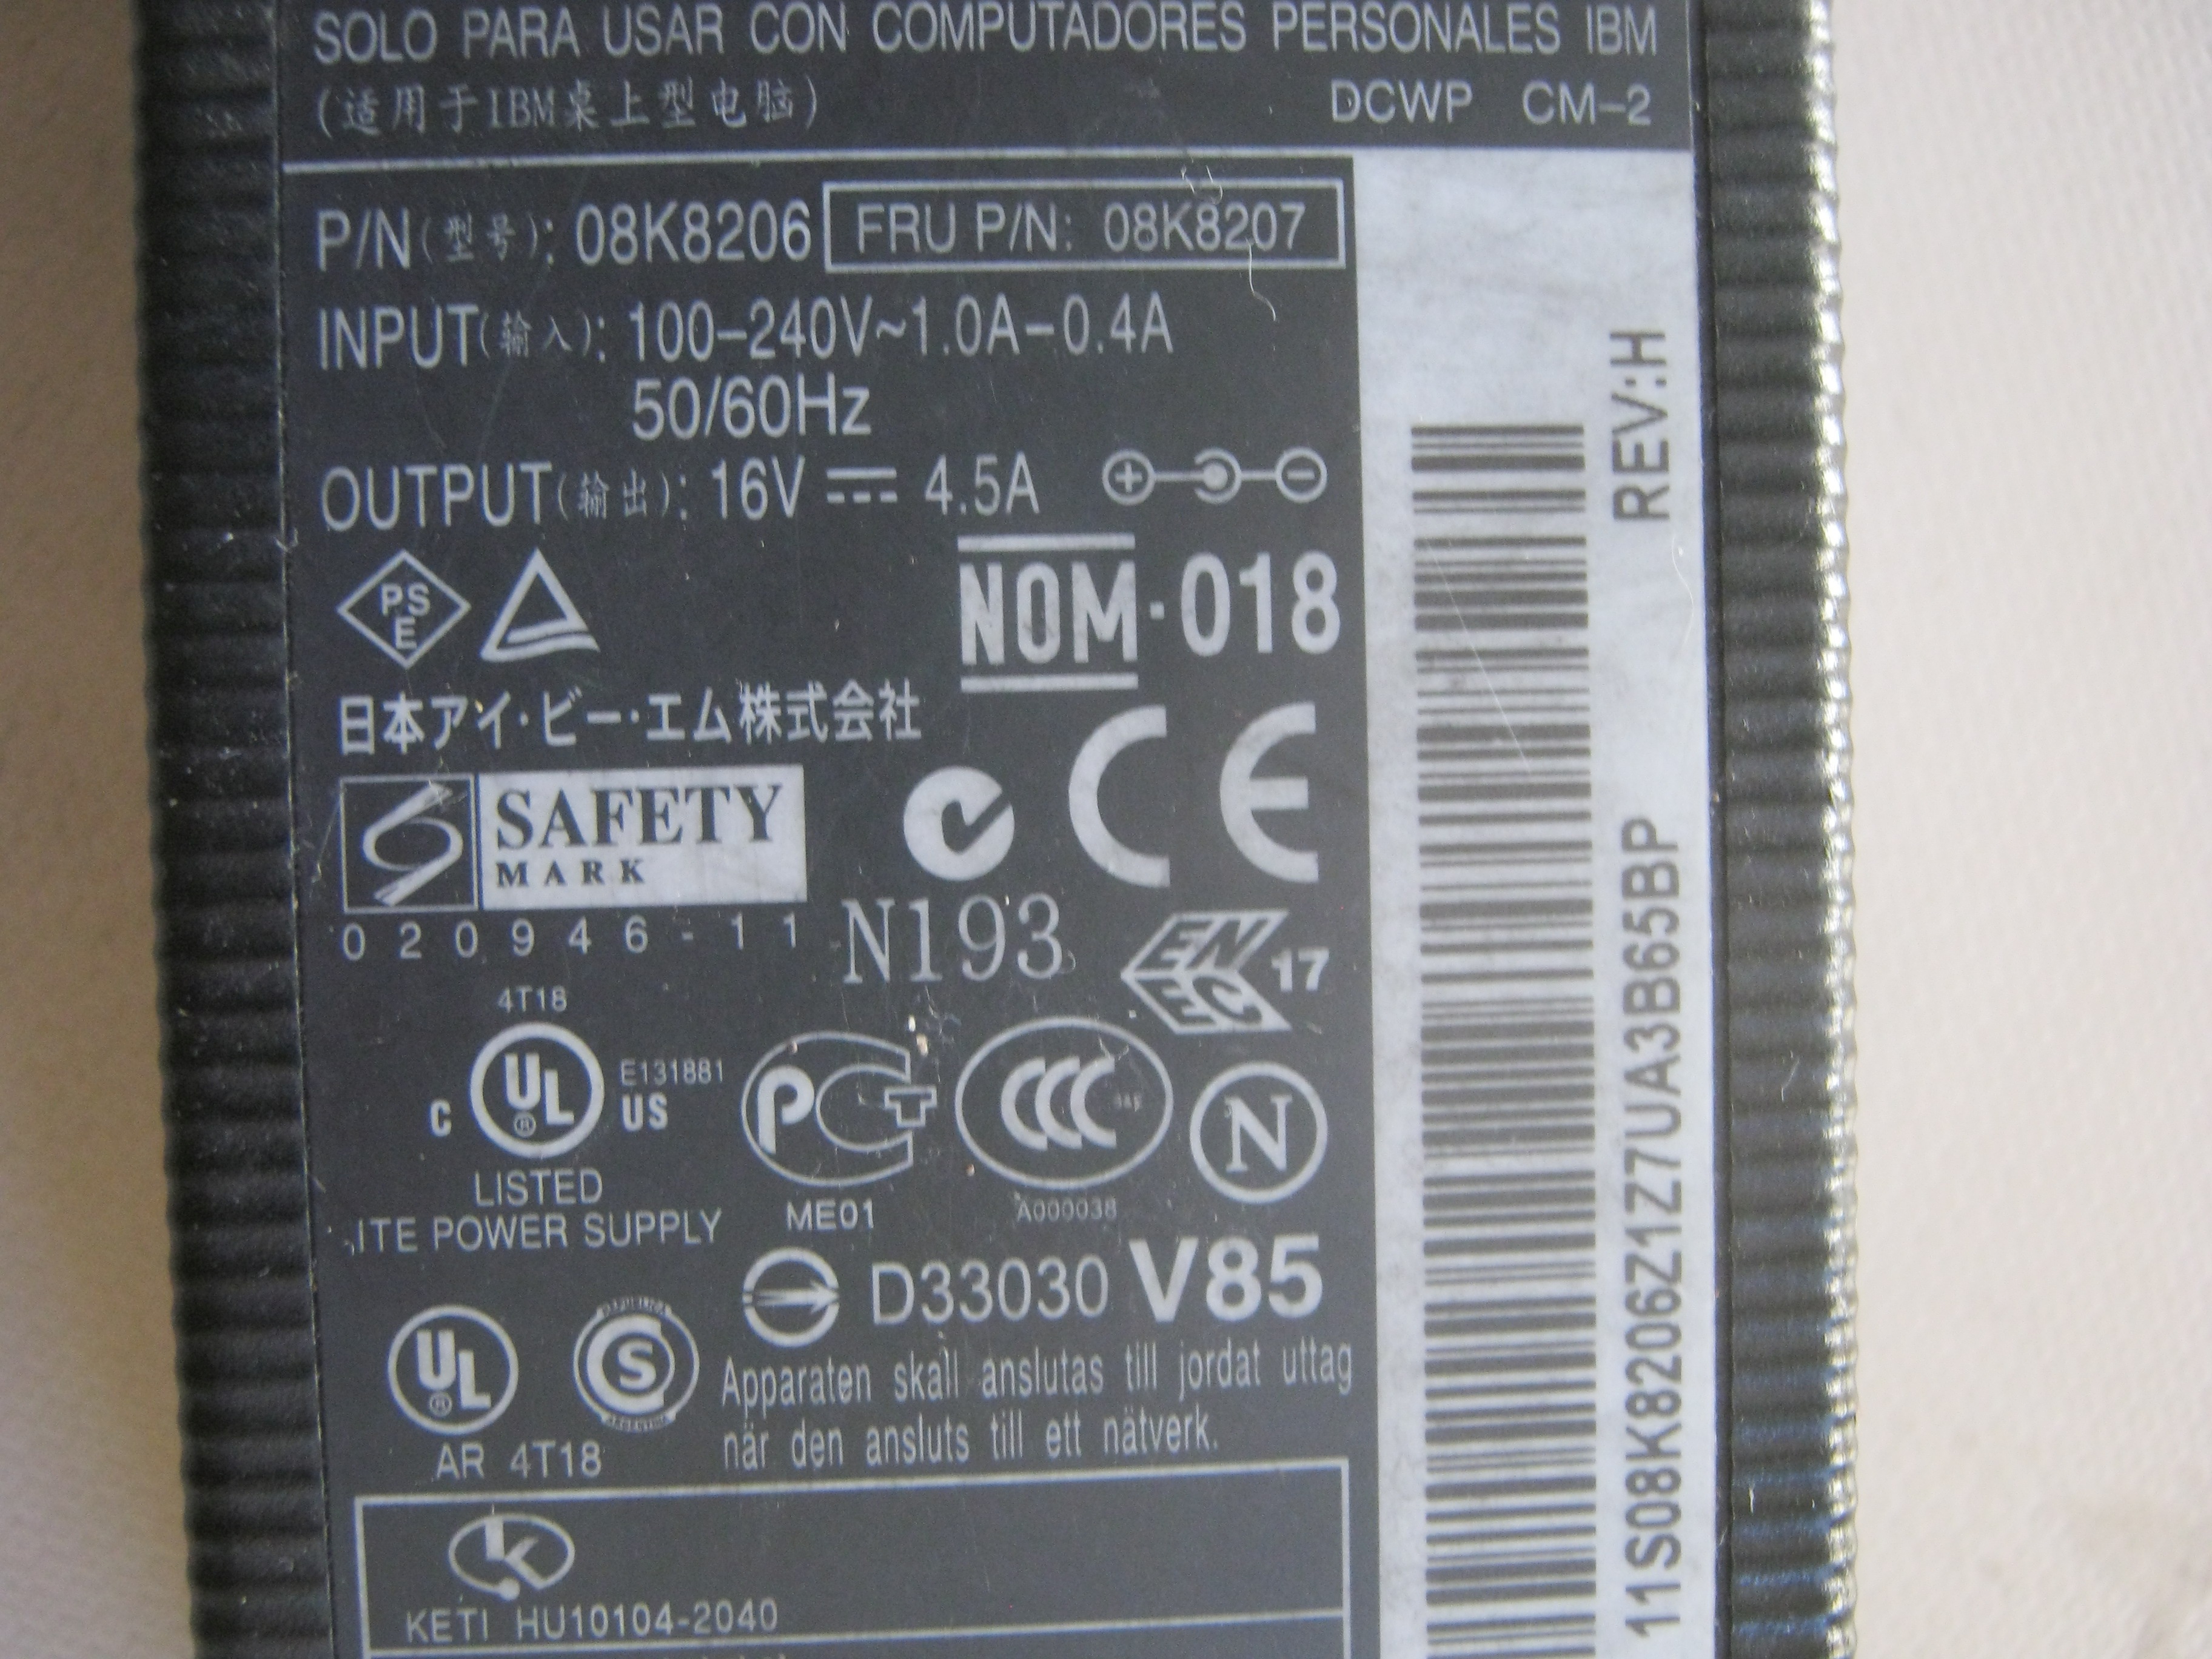 SOLO PARA USAR CON COMPUTADORES PERSONALES IBM
(适用于IBM桌上型电脑) DCWP CM-2
P/N(型号): 08K8206 FRU P/N: 08K8207
INPUT(输入): 100-240V~1.0A-0.4A
50/60Hz
OUTPUT(输出): 16V ⎓ 4.5A
PS
E
NOM-018
日本アイ・ビー・エム株式会社
SAFETY
MARK
CE
020946-11
N193
EN
EC
17
4T18
C UL® US
E131881
LISTED
ITE POWER SUPPLY
PCT
ME01
CCC S&E
A000038
N
D33030 V85
UL®
AR 4T18
REPUBLICA
S
ARGENTINA
Apparaten skall anslutas till jordat uttag
när den ansluts till ett nätverk.
K
KETI HU10104-2040
REV:H
11S08K8206Z1Z7UA3B65BP